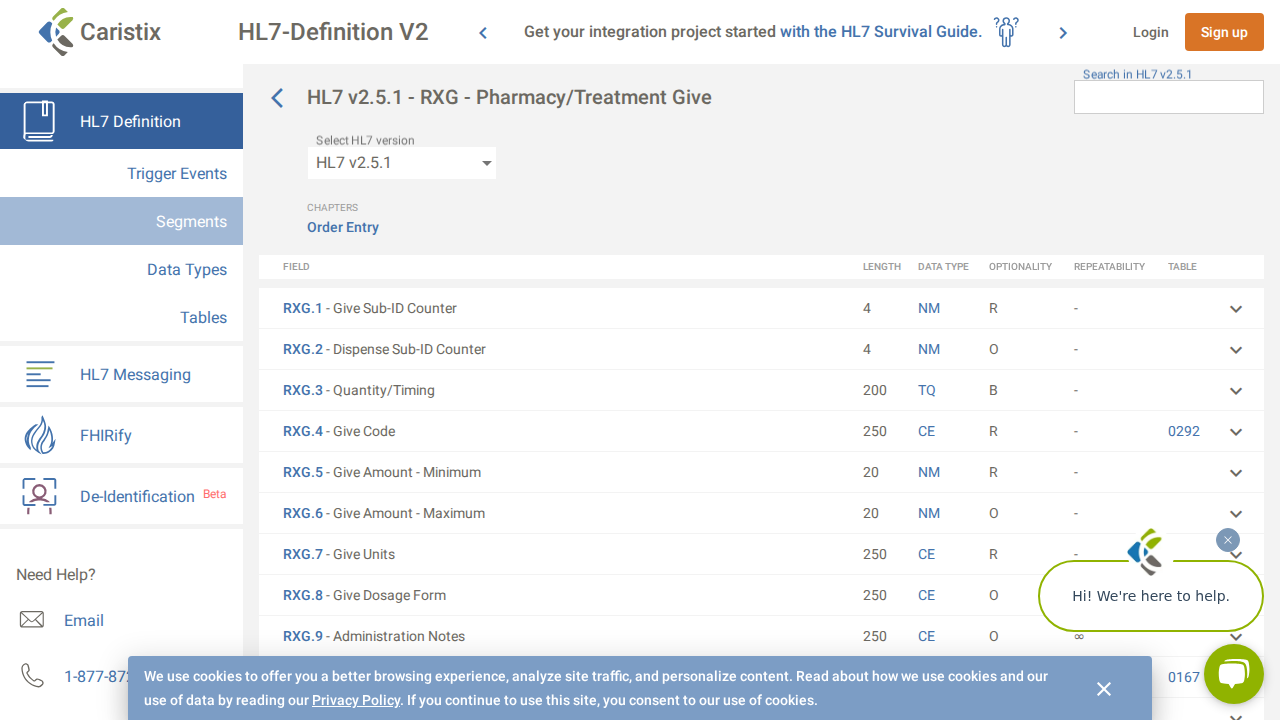 Caristix
HL7-Definition V2
Get your integration project started with the HL7 Survival Guide.
Login
Sign up
HL7 Definition
Trigger Events
Segments
Data Types
Tables
HL7 Messaging
FHIRify
De-Identification Beta
Need Help?
Email
1-877-872
HL7 v2.5.1 - RXG - Pharmacy/Treatment Give
Search in HL7 v2.5.1
Select HL7 version
HL7 v2.5.1
CHAPTERS
Order Entry
FIELD LENGTH DATA TYPE OPTIONALITY REPEATABILITY TABLE
RXG.1 - Give Sub-ID Counter 4 NM R -
RXG.2 - Dispense Sub-ID Counter 4 NM O -
RXG.3 - Quantity/Timing 200 TQ B -
RXG.4 - Give Code 250 CE R - 0292
RXG.5 - Give Amount - Minimum 20 NM R -
RXG.6 - Give Amount - Maximum 20 NM O -
RXG.7 - Give Units 250 CE R -
RXG.8 - Give Dosage Form 250 CE O
RXG.9 - Administration Notes 250 CE O ∞
0167
Hi! We're here to help.
We use cookies to offer you a better browsing experience, analyze site traffic, and personalize content. Read about how we use cookies and our
use of data by reading our Privacy Policy. If you continue to use this site, you consent to our use of cookies.